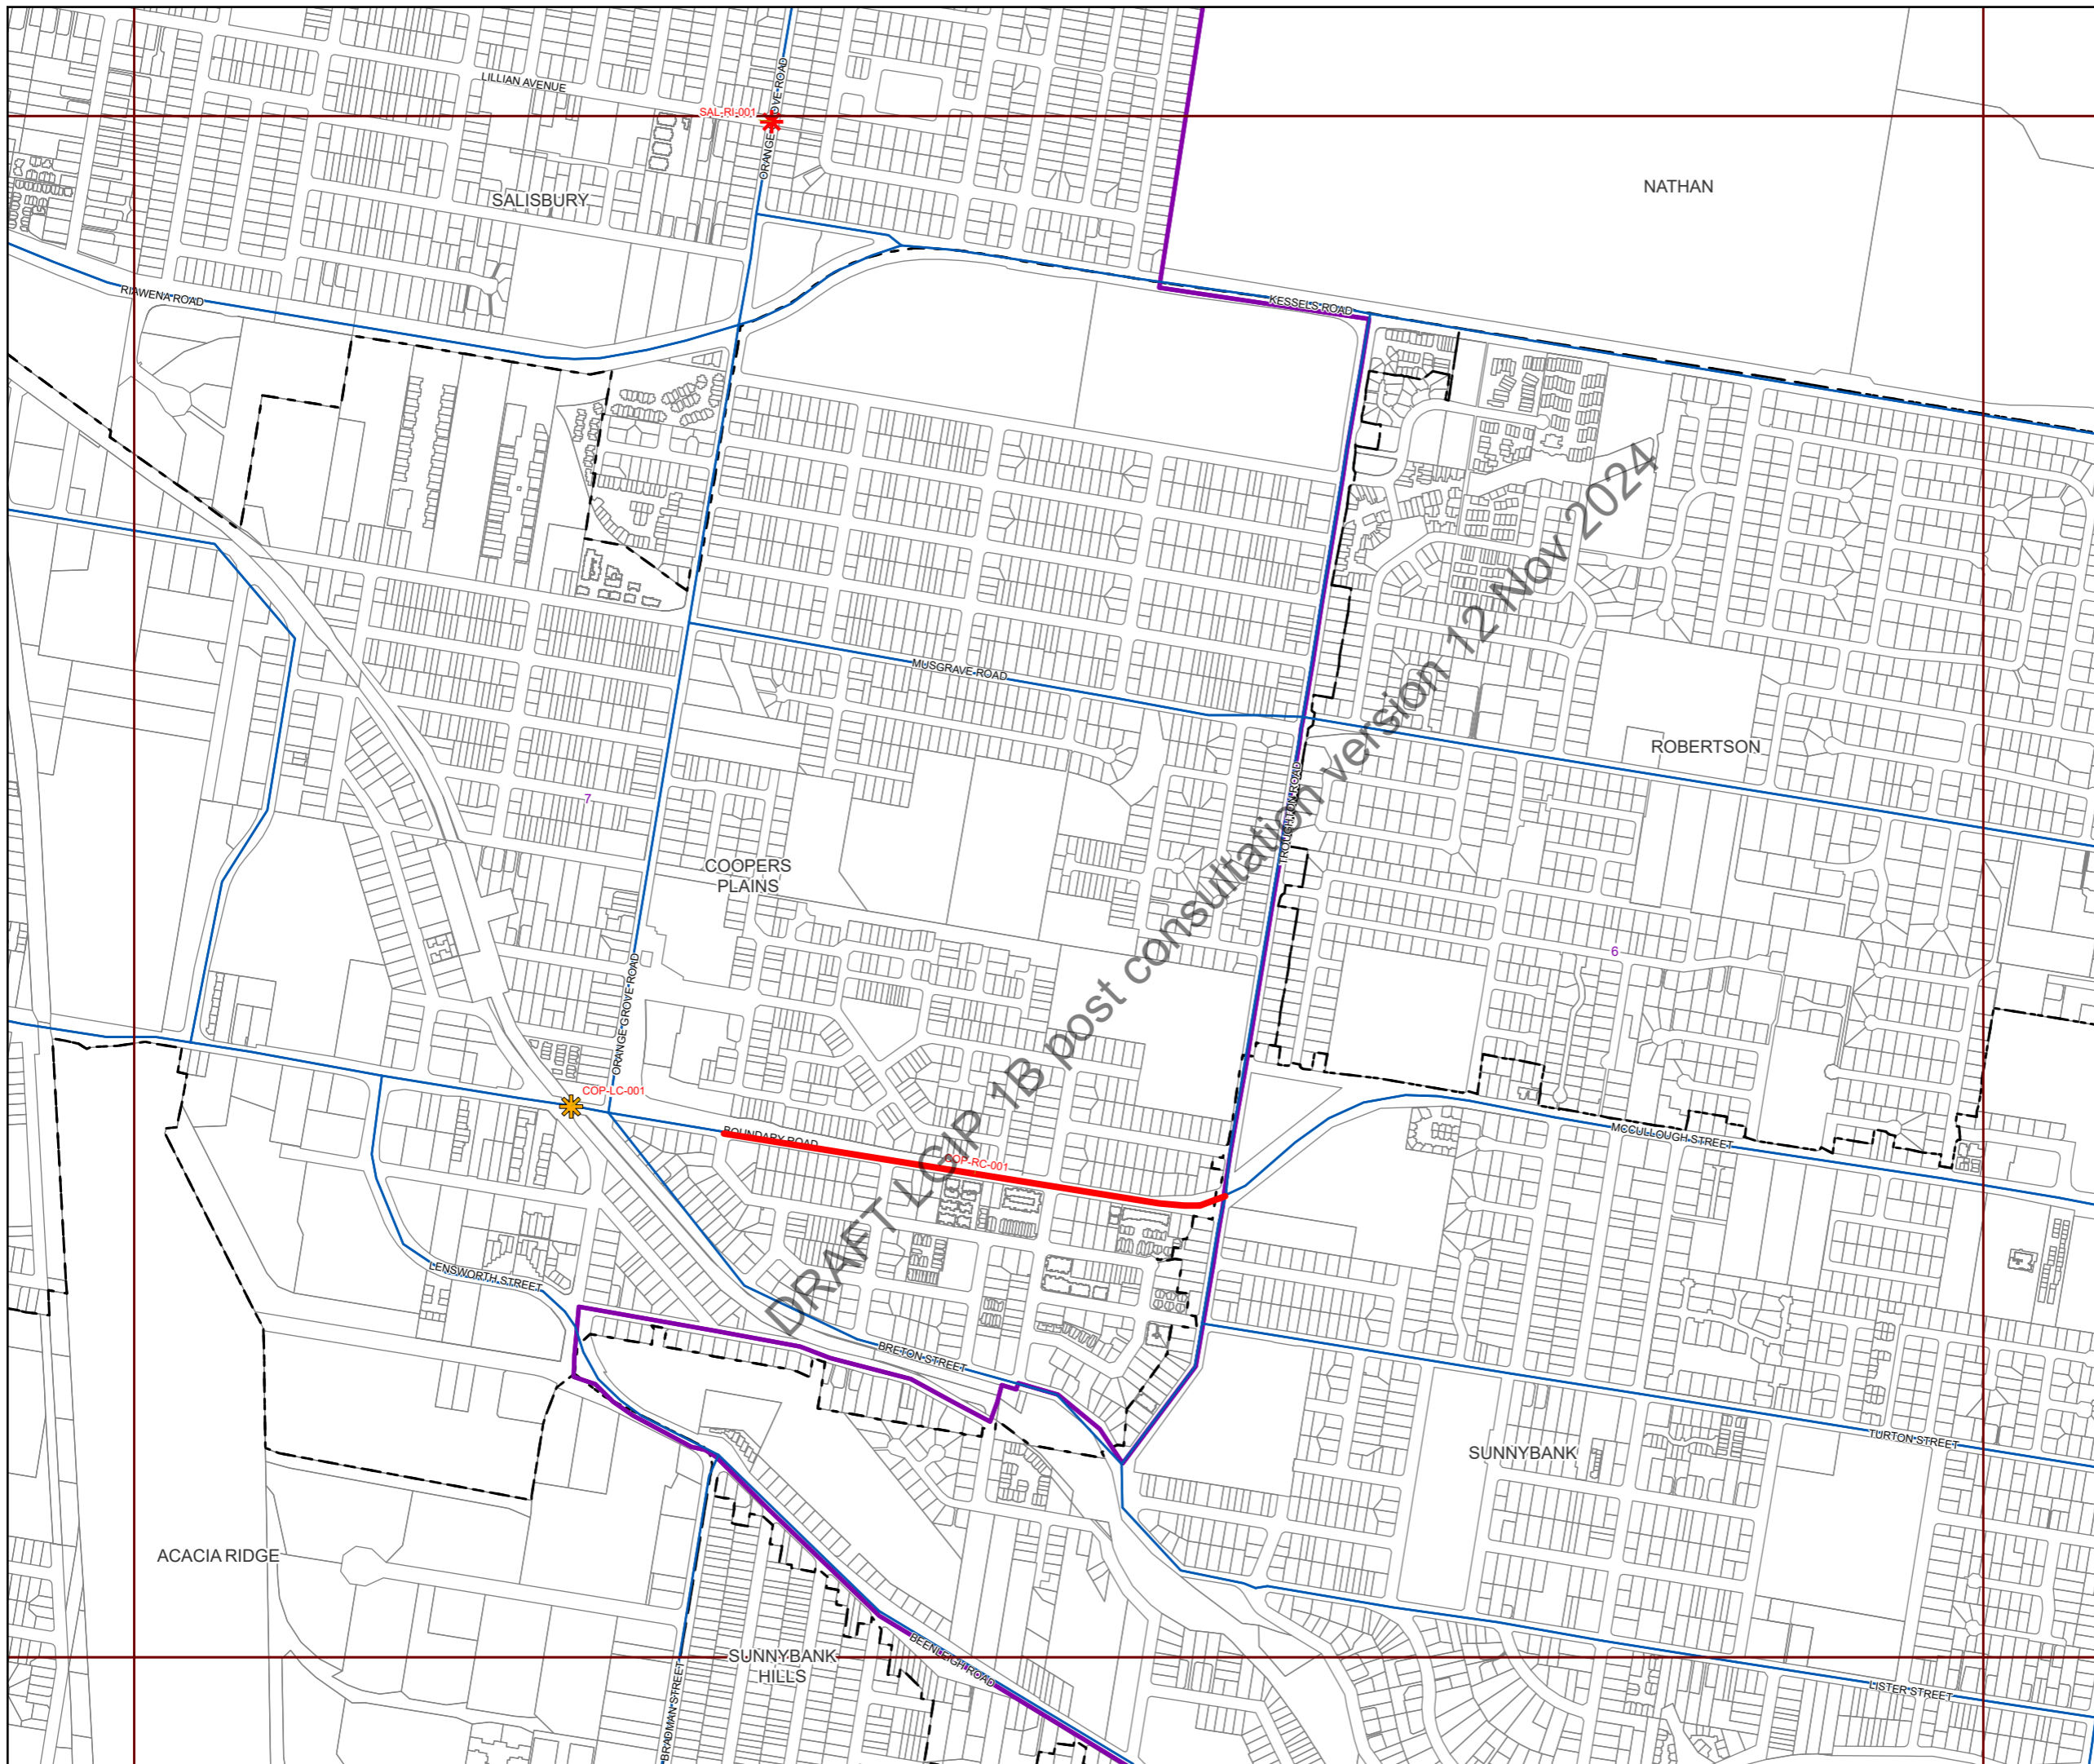 LILLIAN AVENUE
SAL-RI-001
ORANGE GROVE ROAD
SALISBURY
NATHAN
RIAWENA ROAD
KESSELS ROAD
MUSGRAVE ROAD
ROBERTSON
TROUGHTON ROAD
7
COOPERS
PLAINS
6
ORANGE GROVE ROAD
COP-LC-001
BOUNDARY ROAD
COP-RC-001
MCCULLOUGH STREET
DRAFT LGIP 1B post consultation version 12 Nov 2024
LENSWORTH STREET
BRETON STREET
TURTON STREET
SUNNYBANK
ACACIA RIDGE
SUNNYBANK
HILLS
BEENLEIGH ROAD
BRADMAN STREET
LISTER STREET